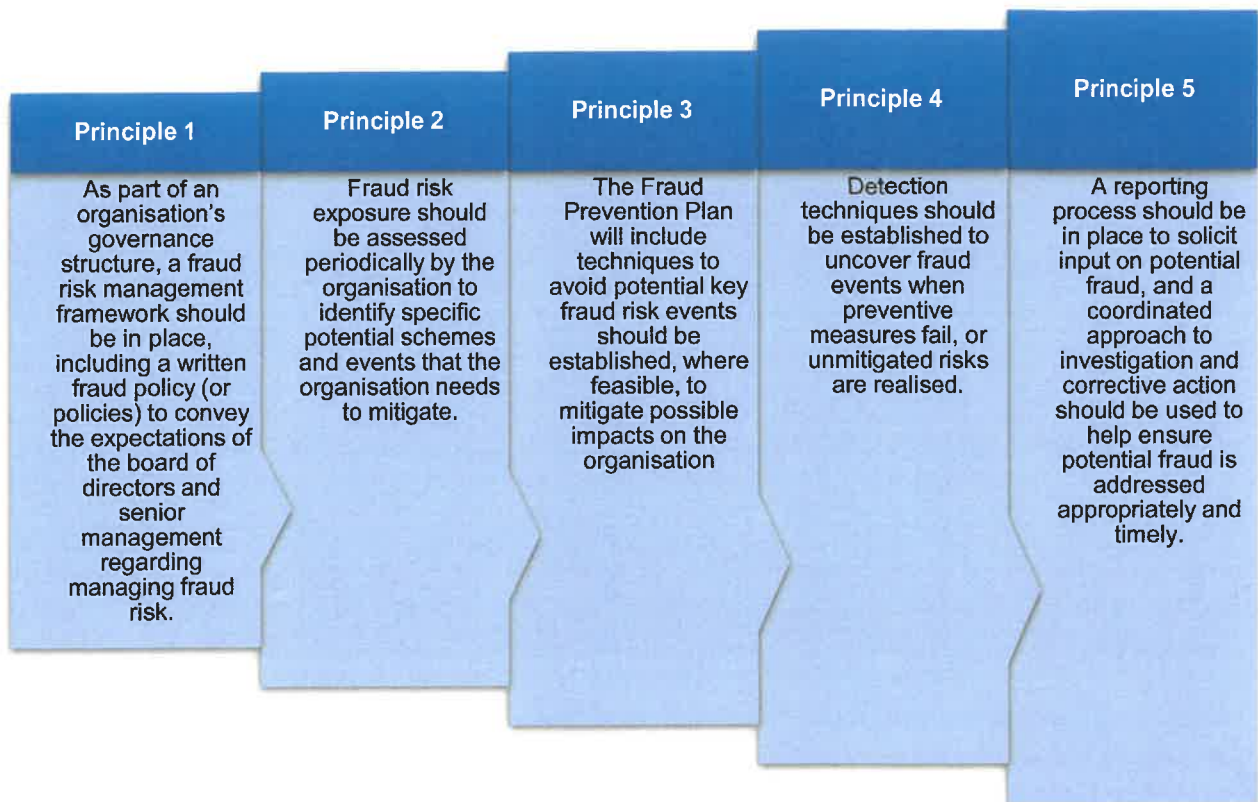 Principle 1
As part of an
organisation's
governance
structure, a fraud
risk management
framework should
be in place,
including a written
fraud policy (or
policies) to convey
the expectations of
the board of
directors and
senior
management
regarding
managing fraud
risk.
Principle 2
Fraud risk
exposure should
be assessed
periodically by the
organisation to
identify specific
potential schemes
and events that the
organisation needs
to mitigate.
Principle 3
The Fraud
Prevention Plan
will include
techniques to
avoid potential key
fraud risk events
should be
established, where
feasible, to
mitigate possible
impacts on the
organisation
Principle 4
Detection
techniques should
be established to
uncover fraud
events when
preventive
measures fail, or
unmitigated risks
are realised.
Principle 5
A reporting
process should be
in place to solicit
input on potential
fraud, and a
coordinated
approach to
investigation and
corrective action
should be used to
help ensure
potential fraud is
addressed
appropriately and
timely.